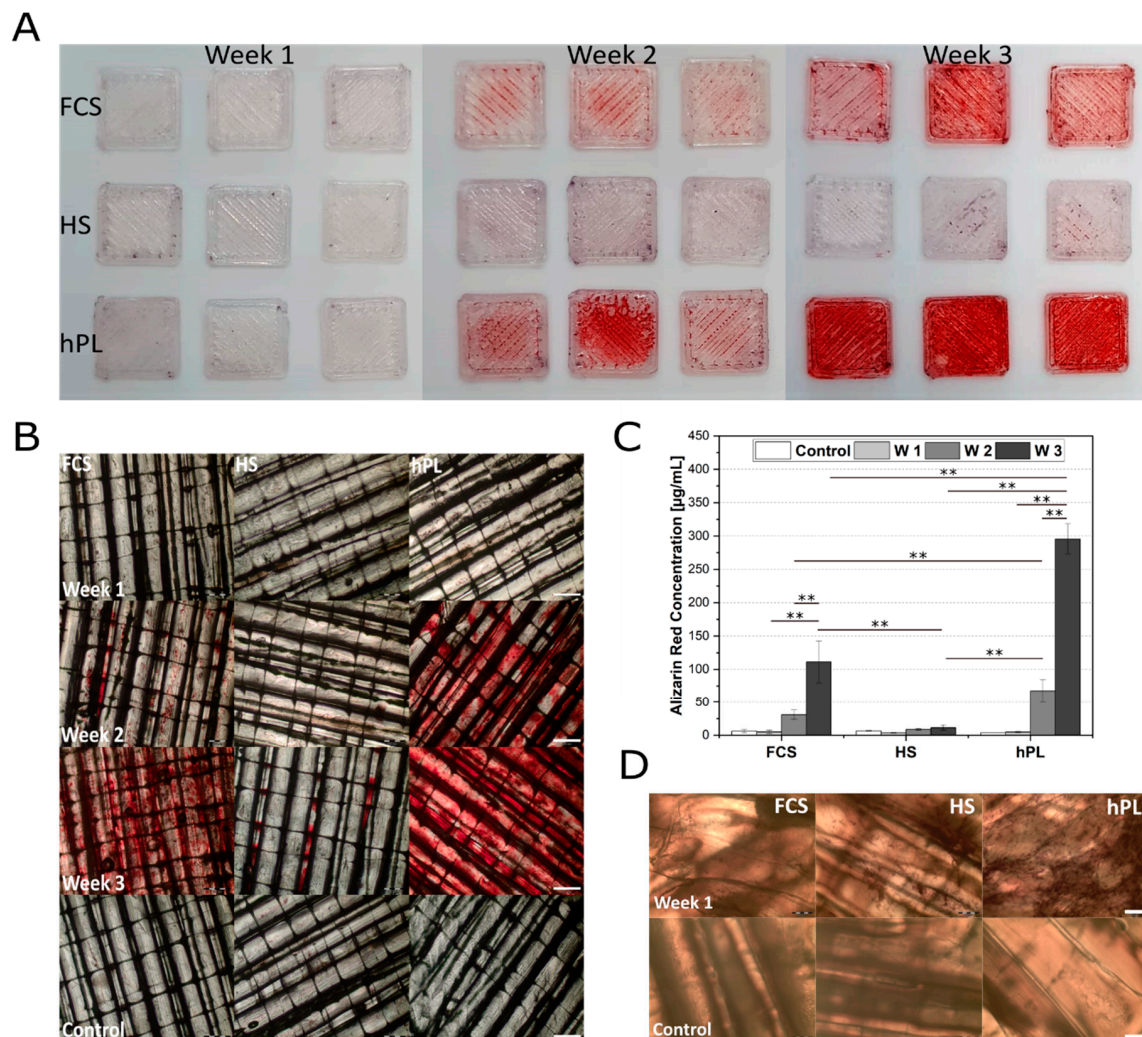 A
Week 1
Week 2
Week 3
FCS
HS
hPL
B
FCS
HS
hPL
Week 1
Week 2
Week 3
Control
C
Control
W 1
W 2
W 3
Alizarin Red Concentration [µg/mL]
450
400
350
300
250
200
150
100
50
0
**
**
**
**
**
**
**
**
**
FCS
HS
hPL
D
FCS
HS
hPL
Week 1
Control